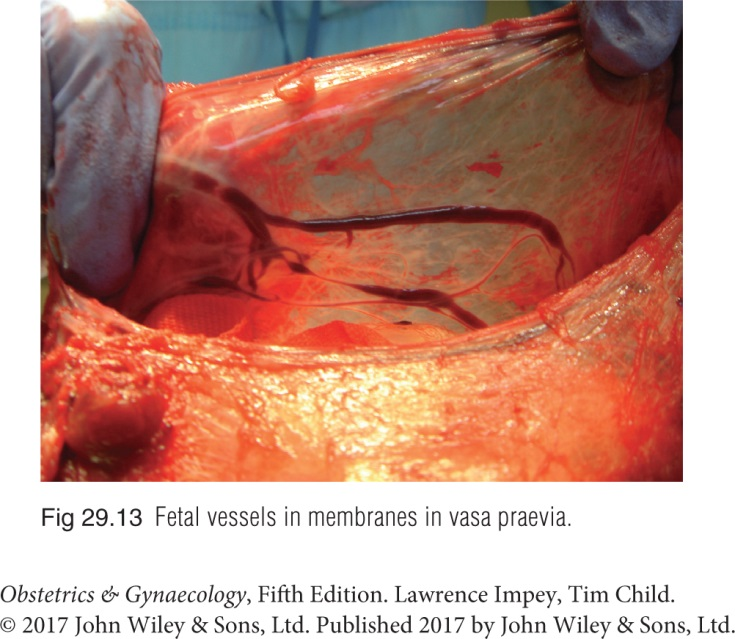 Fig 29.13 Fetal vessels in membranes in vasa praevia.
Obstetrics & Gynaecology, Fifth Edition. Lawrence Impey, Tim Child.
© 2017 John Wiley & Sons, Ltd. Published 2017 by John Wiley & Sons, Ltd.